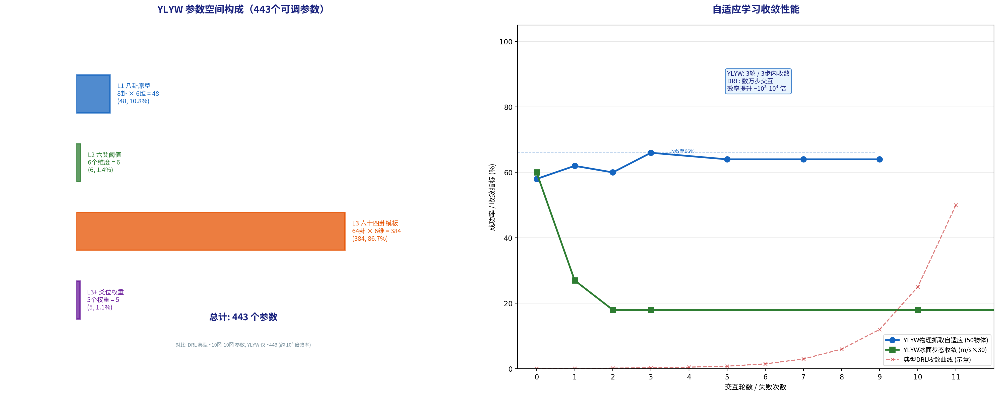 YLYW 参数空间构成（443个可调参数）
L1 八卦原型
8卦 × 6维 = 48
(48, 10.8%)
L2 六爻阈值
6个维度 = 6
(6, 1.4%)
L3 六十四卦模板
64卦 × 6维 = 384
(384, 86.7%)
L3+ 爻位权重
5个权重 = 5
(5, 1.1%)
总计: 443 个参数
对比: DRL 典型 ~10-10 参数, YLYW 仅 ~443 (约 10⁴ 倍效率)
自适应学习收敛性能
成功率 / 收敛指标 (%)
100
80
60
40
20
0
YLYW: 3轮 / 3步内收敛
DRL: 数万步交互
效率提升 ~10³-10⁴ 倍
收敛至66%
YLYW物理抓取自适应 (50物体)
YLYW冰面步态收敛 (m/s×30)
典型DRL收敛曲线 (示意)
0 1 2 3 4 5 6 7 8 9 10 11
交互轮数 / 失败次数